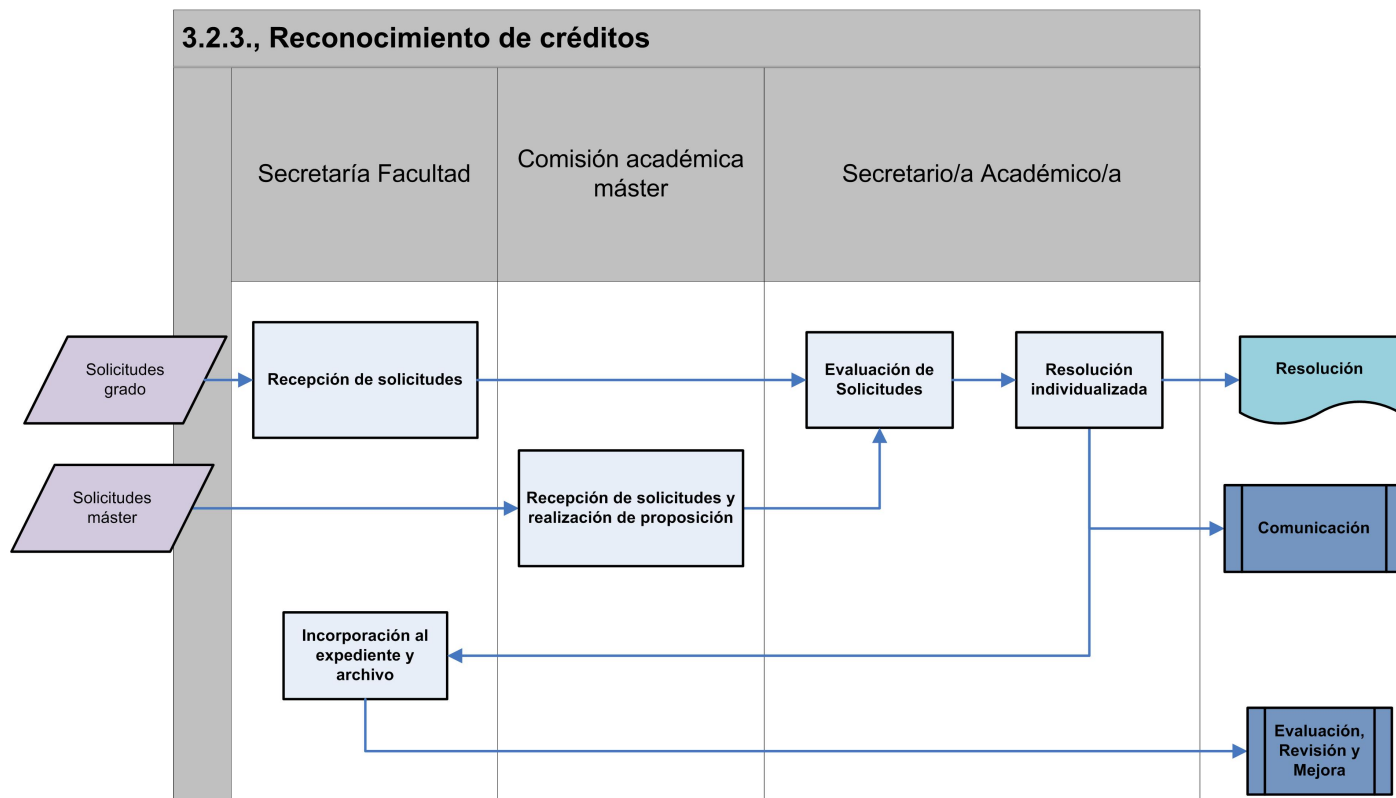 3.2.3., Reconocimiento de créditos
Secretaría Facultad
Comisión académica
máster
Secretario/a Académico/a
Solicitudes
grado
Recepción de solicitudes
Evaluación de
Solicitudes
Resolución
individualizada
Resolución
Solicitudes
máster
Recepción de solicitudes y
realización de proposición
Comunicación
Incorporación al
expediente y
archivo
Evaluación,
Revisión y
Mejora